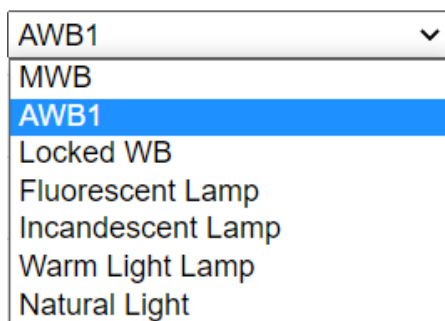 AWB1
MWB
AWB1
Locked WB
Fluorescent Lamp
Incandescent Lamp
Warm Light Lamp
Natural Light